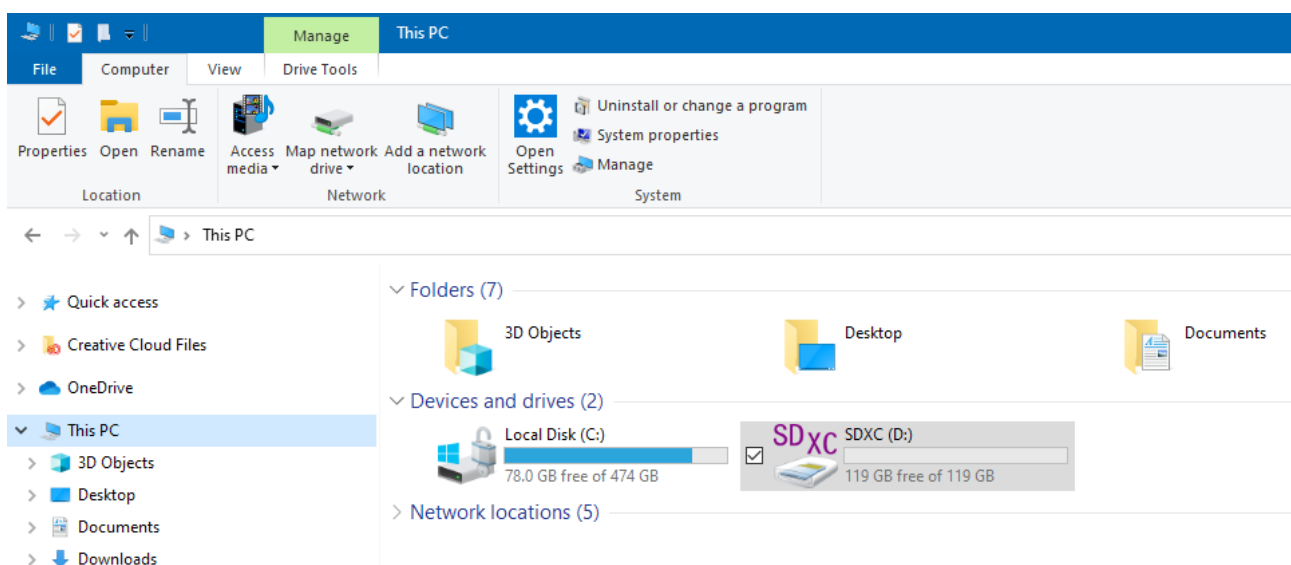 Manage This PC
File Computer View Drive Tools
Properties Open Rename Access media Map network drive Add a network location Open Settings
Uninstall or change a program
System properties
Manage
Location Network System
This PC
Quick access
Creative Cloud Files
OneDrive
This PC
3D Objects
Desktop
Documents
Downloads
Folders (7)
3D Objects Desktop Documents
Devices and drives (2)
Local Disk (C:)
78.0 GB free of 474 GB
SDXC
SDXC (D:)
119 GB free of 119 GB
Network locations (5)